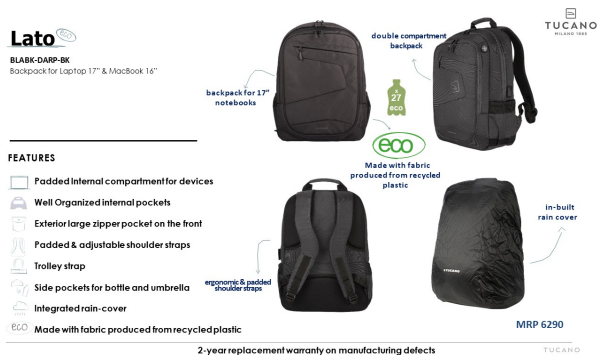 Lato eco
TUCANO
MILANO 1985
BLABK-DARP-BK
Backpack for Laptop 17" & MacBook 16"
double compartment
backpack
backpack for 17"
notebooks
x
27
eco
eco
Made with fabric
produced from recycled
plastic
FEATURES
Padded Internal compartment for devices
Well Organized internal pockets
Exterior large zipper pocket on the front
Padded & adjustable shoulder straps
Trolley strap
Side pockets for bottle and umbrella
Integrated rain-cover
eco Made with fabric produced from recycled plastic
ergonomic & padded
shoulder straps
in-built
rain cover
TUCANO
MRP 6290
2-year replacement warranty on manufacturing defects
TUCANO